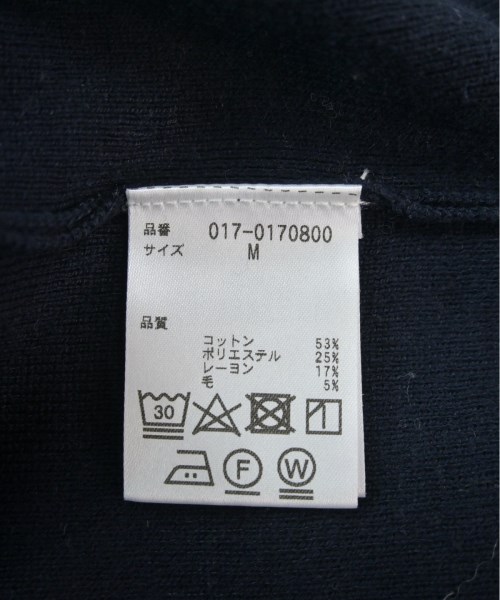 品番 017-0170800
サイズ M
品質
コットン 53%
ポリエステル 25%
レーヨン 17%
毛 5%
30
F W